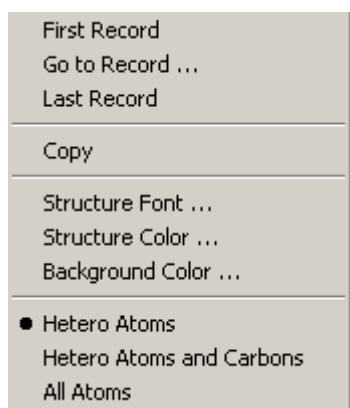 First Record
Go to Record ...
Last Record
Copy
Structure Font ...
Structure Color ...
Background Color ...
Hetero Atoms
Hetero Atoms and Carbons
All Atoms